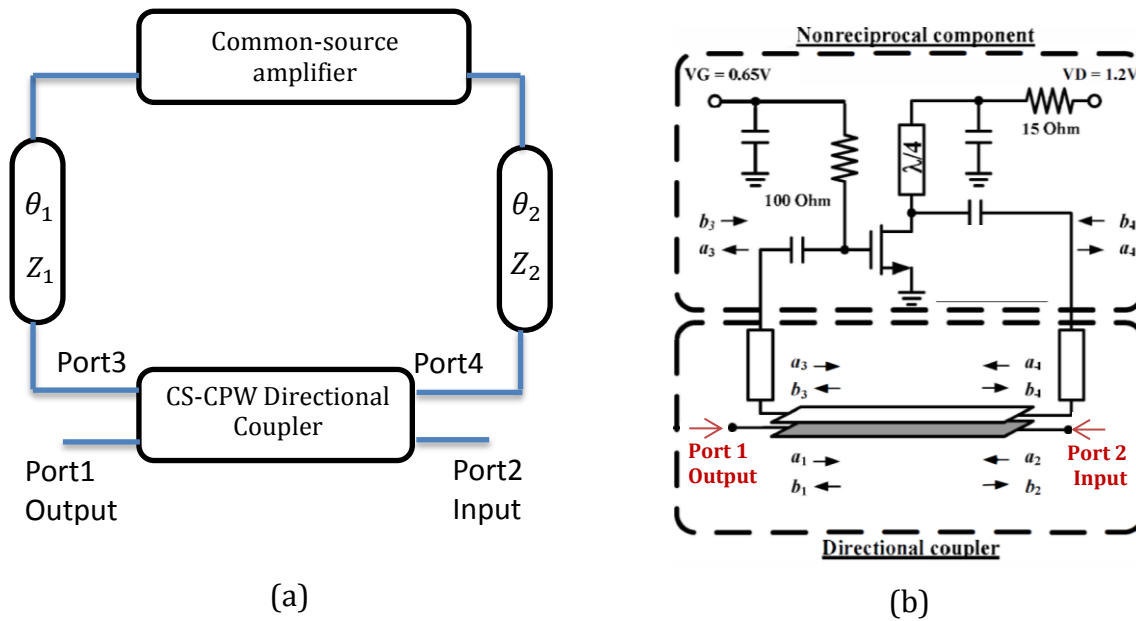 Common-source
amplifier
θ₁
Z₁
θ₂
Z₂
Port3
Port4
CS-CPW Directional
Coupler
Port1
Output
Port2
Input
(a)
Nonreciprocal component
VG = 0.65V
VD = 1.2V
15 Ohm
λ/4
100 Ohm
b₃
a₃
b₄
a₄
a₃
b₃
a₄
b₄
Port 1
Output
Port 2
Input
a₁
b₁
a₂
b₂
Directional coupler
(b)